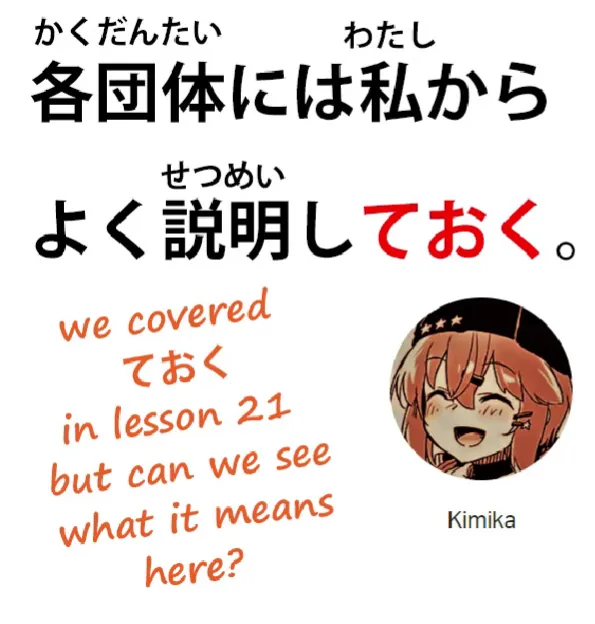 かくだんたい わたし
各団体には私から
せつめい
よく説明しておく。
we covered
ておく
in lesson 21
but can we see
what it means
here?
Kimika